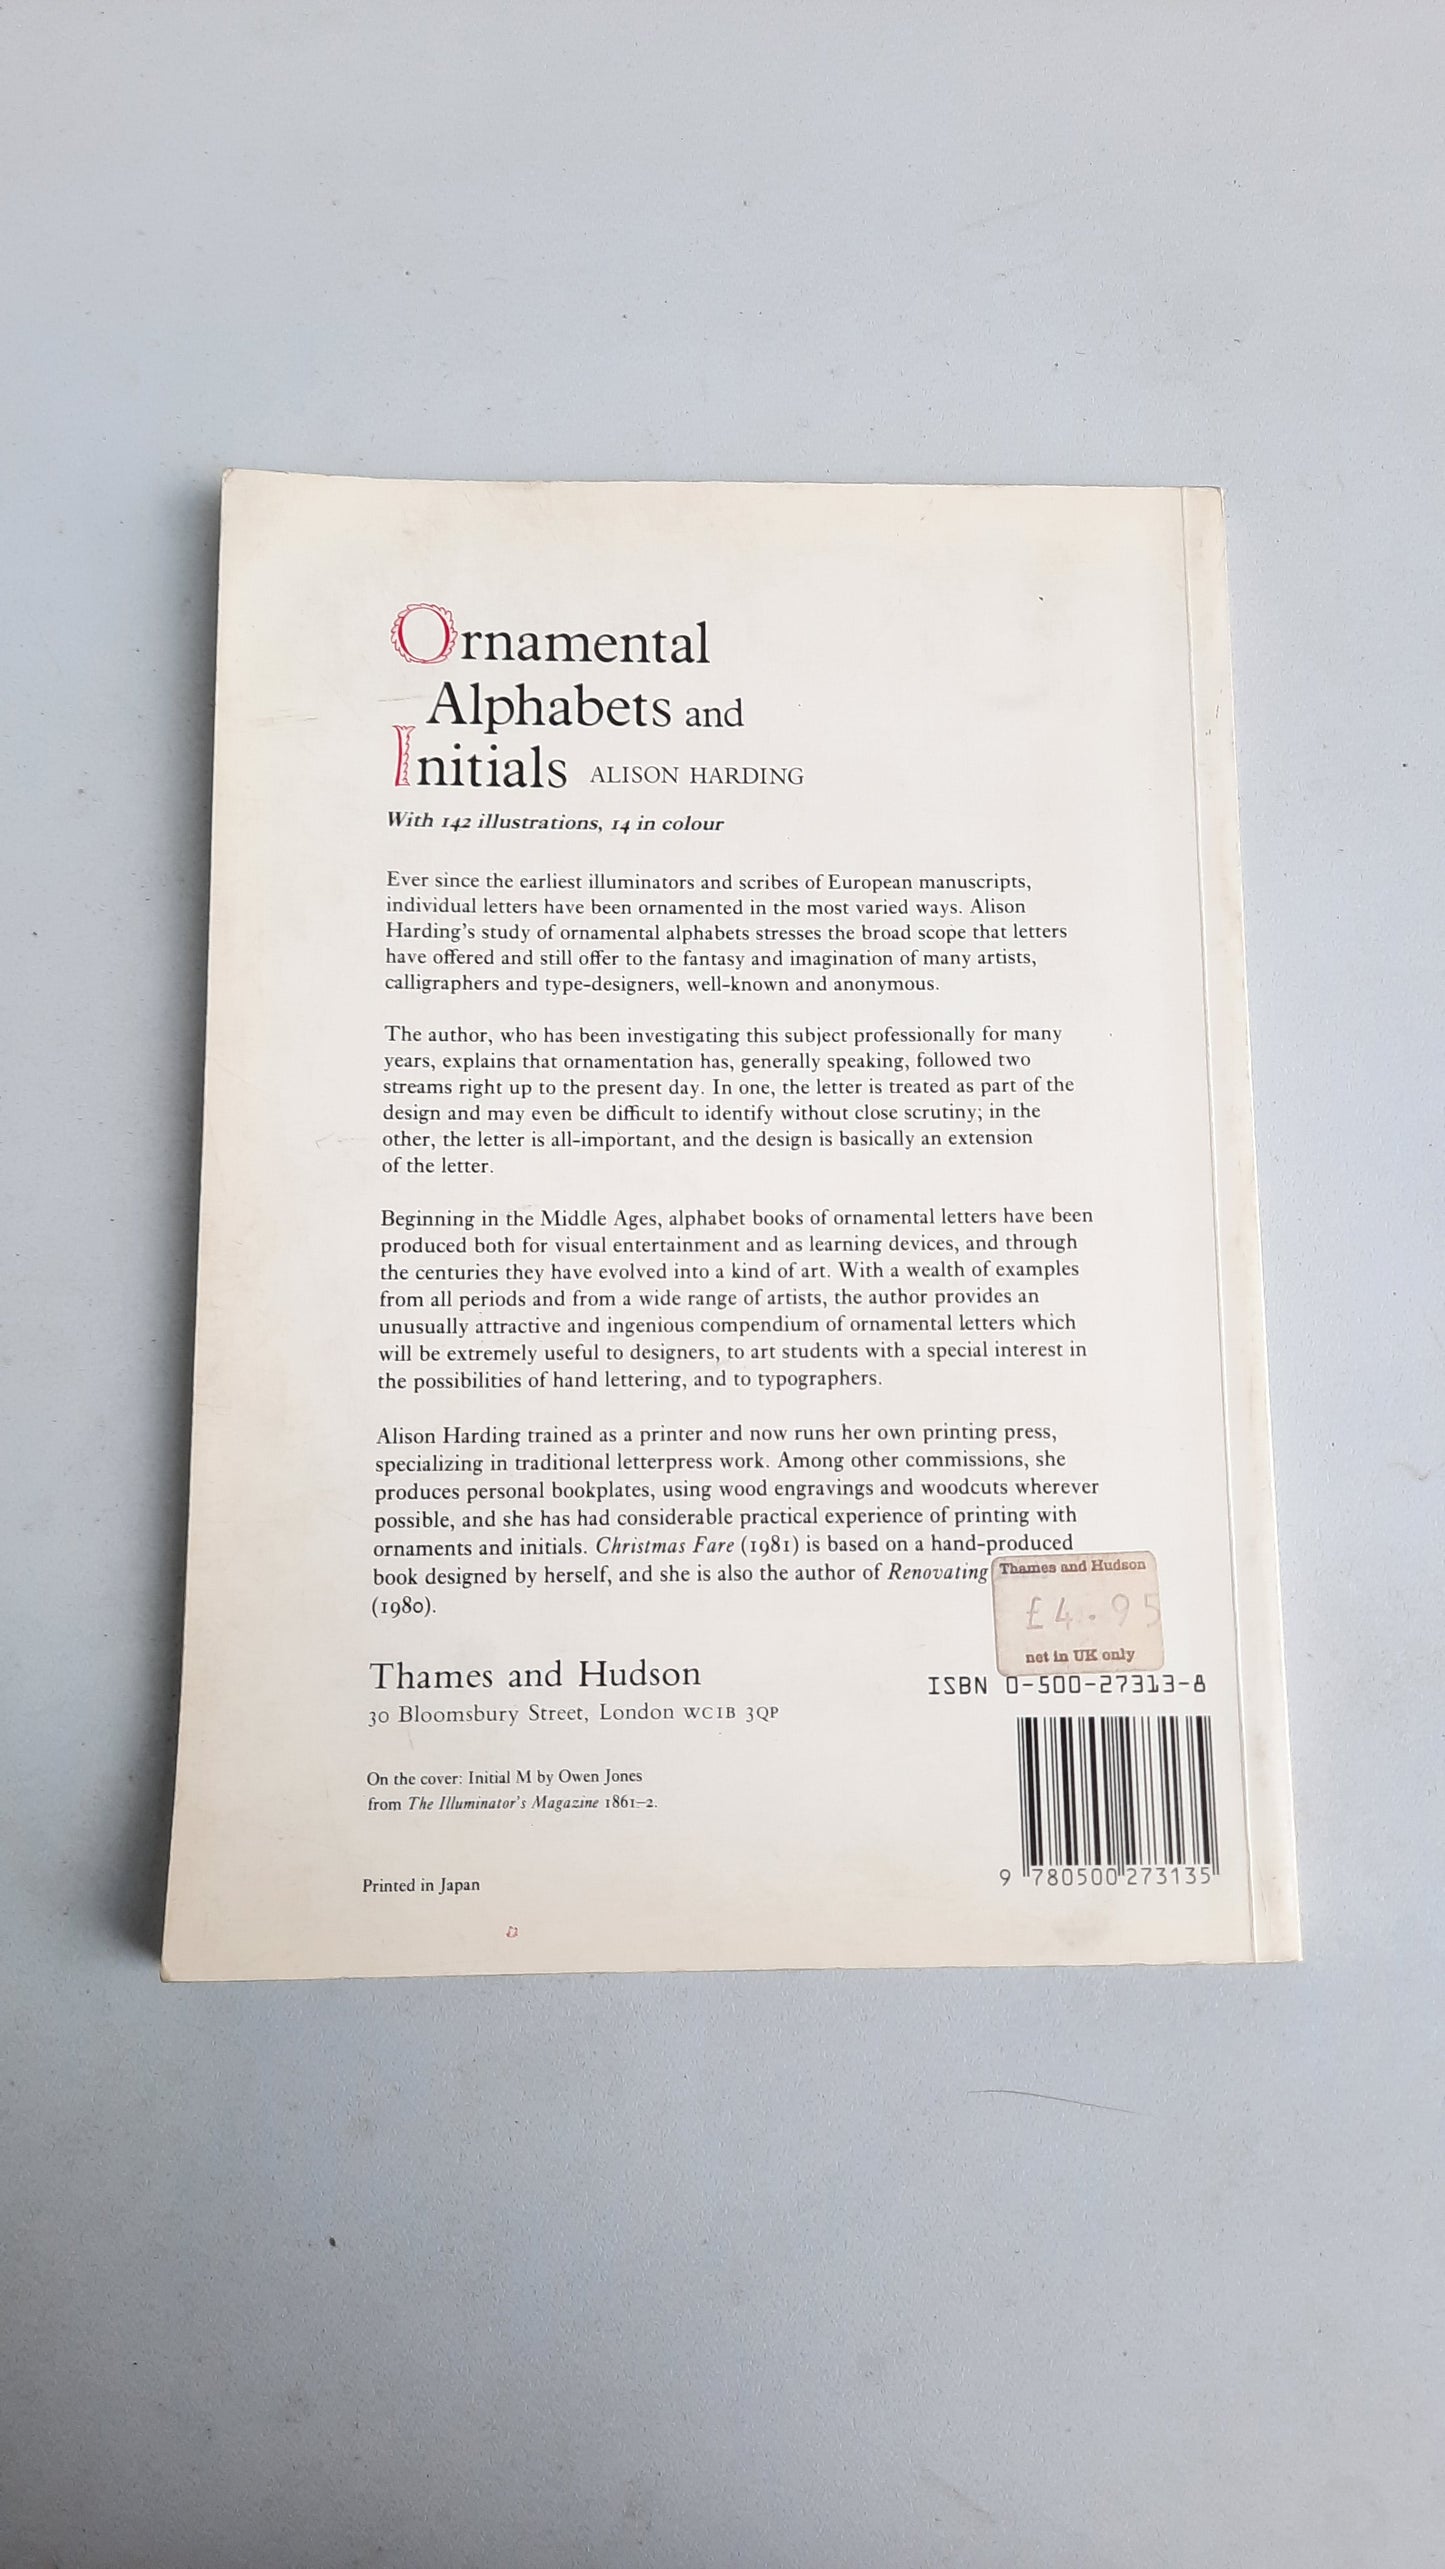 Ornamental
Alphabets and
Initials ALISON HARDING
With 142 illustrations, 14 in colour
Ever since the earliest illuminators and scribes of European manuscripts,
individual letters have been ornamented in the most varied ways. Alison
Harding's study of ornamental alphabets stresses the broad scope that letters
have offered and still offer to the fantasy and imagination of many artists,
calligraphers and type-designers, well-known and anonymous.
The author, who has been investigating this subject professionally for many
years, explains that ornamentation has, generally speaking, followed two
streams right up to the present day. In one, the letter is treated as part of the
design and may even be difficult to identify without close scrutiny; in the
other, the letter is all-important, and the design is basically an extension
of the letter.
Beginning in the Middle Ages, alphabet books of ornamental letters have been
produced both for visual entertainment and as learning devices, and through
the centuries they have evolved into a kind of art. With a wealth of examples
from all periods and from a wide range of artists, the author provides an
unusually attractive and ingenious compendium of ornamental letters which
will be extremely useful to designers, to art students with a special interest in
the possibilities of hand lettering, and to typographers.
Alison Harding trained as a printer and now runs her own printing press,
specializing in traditional letterpress work. Among other commissions, she
produces personal bookplates, using wood engravings and woodcuts wherever
possible, and she has had considerable practical experience of printing with
ornaments and initials. Christmas Fare (1981) is based on a hand-produced
book designed by herself, and she is also the author of Renovating
(1980).
Thames and Hudson
£4.95
net in UK only
Thames and Hudson
30 Bloomsbury Street, London WC1B 3QP
ISBN 0-500-27313-8
On the cover: Initial M by Owen Jones
from The Illuminator's Magazine 1861–2.
Printed in Japan
9 780500 273135